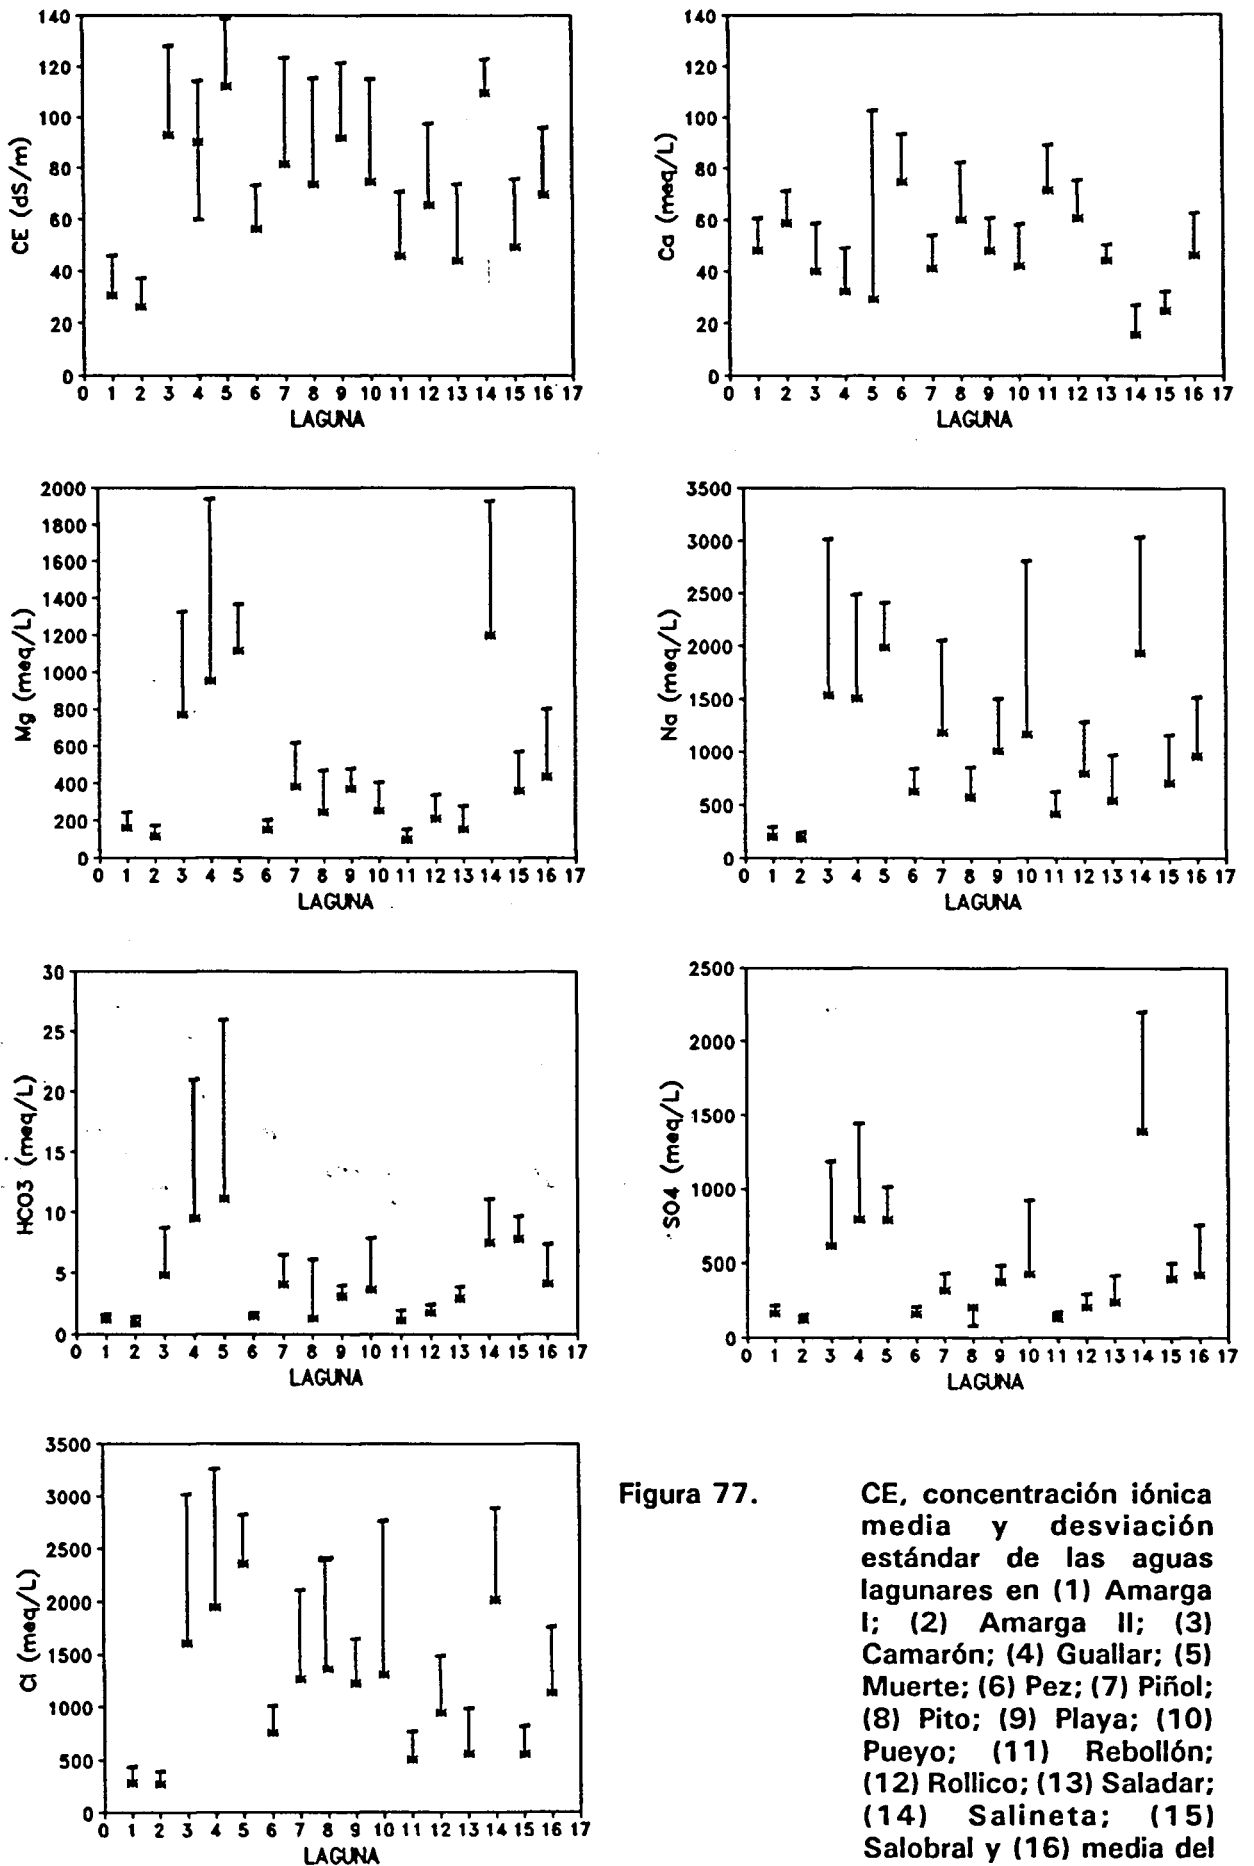 140
120
100
80
60
40
20
0
CE (dS/m)
0 1 2 3 4 5 6 7 8 9 10 11 12 13 14 15 16 17
LAGUNA
140
120
100
80
60
40
20
0
Ca (meq/L)
0 1 2 3 4 5 6 7 8 9 10 11 12 13 14 15 16 17
LAGUNA
2000
1800
1600
1400
1200
1000
800
600
400
200
0
Mg (meq/L)
0 1 2 3 4 5 6 7 8 9 10 11 12 13 14 15 16 17
LAGUNA
3500
3000
2500
2000
1500
1000
500
0
Na (meq/L)
0 1 2 3 4 5 6 7 8 9 10 11 12 13 14 15 16 17
LAGUNA
30
25
20
15
10
5
0
HCO3 (meq/L)
0 1 2 3 4 5 6 7 8 9 10 11 12 13 14 15 16 17
LAGUNA
2500
2000
1500
1000
500
0
SO4 (meq/L)
0 1 2 3 4 5 6 7 8 9 10 11 12 13 14 15 16 17
LAGUNA
3500
3000
2500
2000
1500
1000
500
0
Cl (meq/L)
0 1 2 3 4 5 6 7 8 9 10 11 12 13 14 15 16 17
LAGUNA
Figura 77. CE, concentración iónica
media y desviación
estándar de las aguas
lagunares en (1) Amarga
I; (2) Amarga II; (3)
Camarón; (4) Guallar; (5)
Muerte; (6) Pez; (7) Piñol;
(8) Pito; (9) Playa; (10)
Pueyo; (11) Rebollón;
(12) Rollico; (13) Saladar;
(14) Salineta; (15)
Salobral y (16) media del